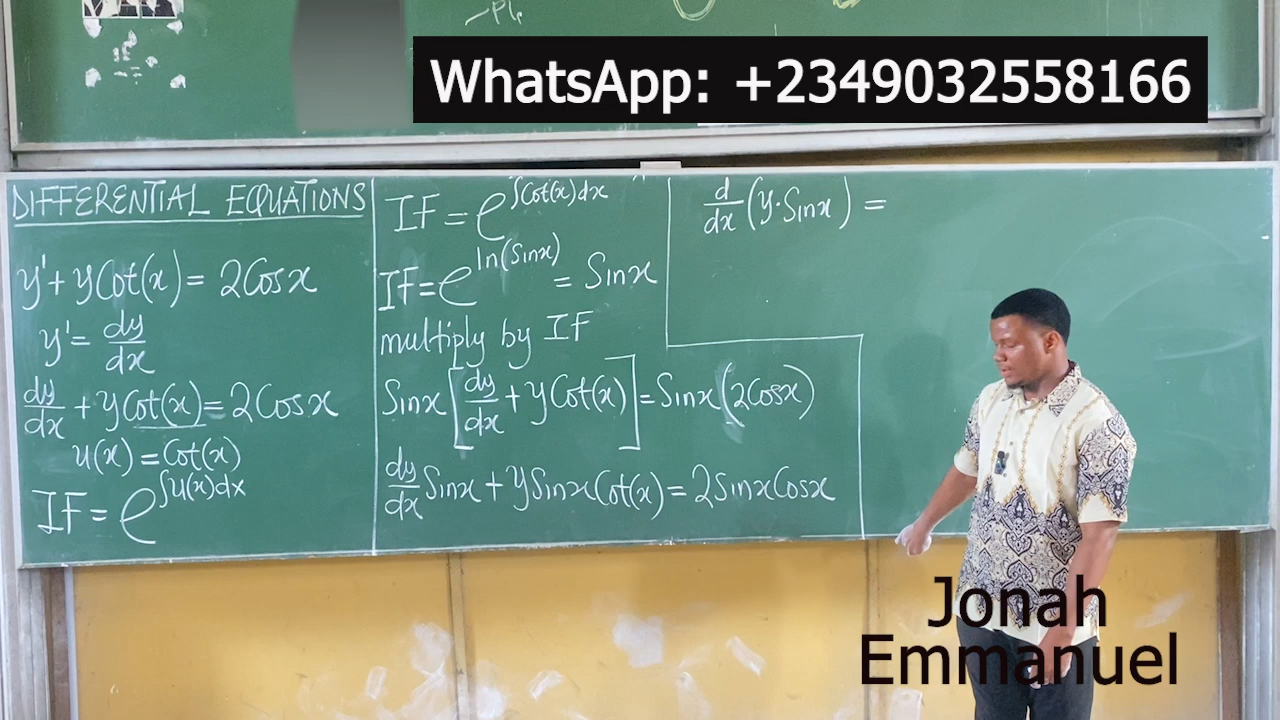 WhatsApp: +2349032558166
DIFFERENTIAL EQUATIONS
y' + yCot(x) = 2Cosx
y' = dy/dx
dy/dx + yCot(x) = 2Cosx
u(x) = Cot(x)
IF = e^∫u(x)dx
IF = e^∫Cot(x)dx
IF = e^ln(Sinx) = Sinx
multiply by IF
Sinx[dy/dx + yCot(x)] = Sinx(2Cosx)
dy/dx Sinx + ySinxCot(x) = 2SinxCosx
d/dx(y·Sinx) =
Jonah
Emmanuel